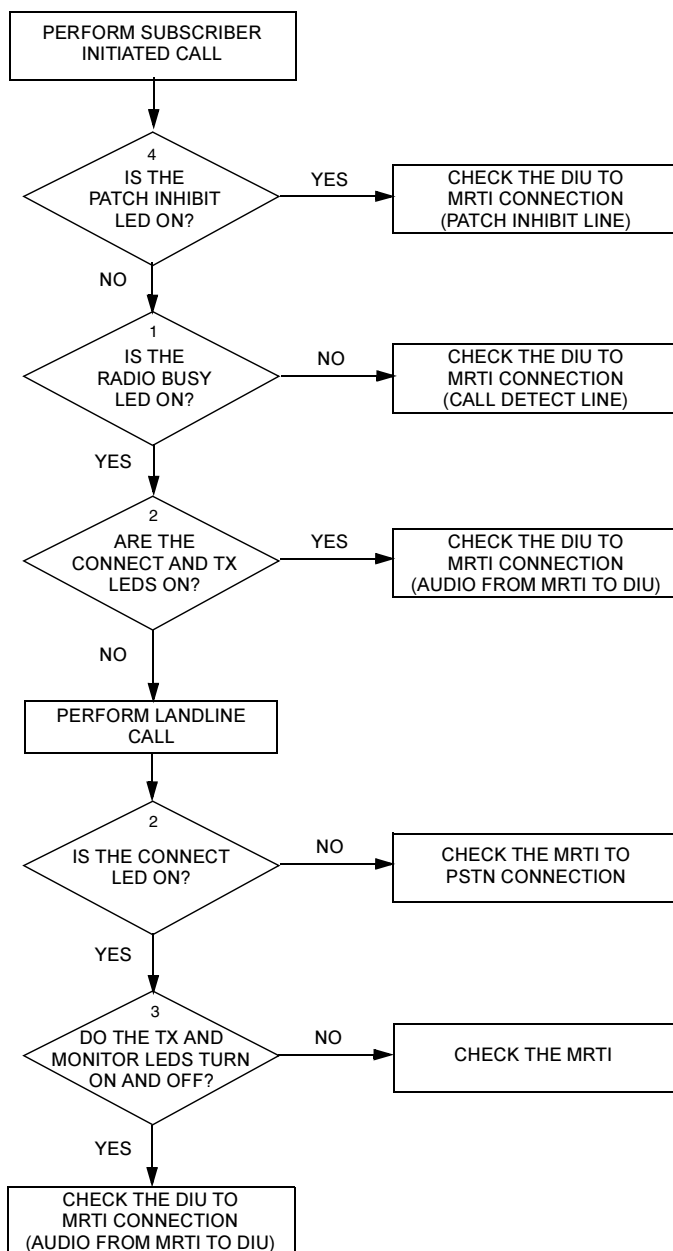 PERFORM SUBSCRIBER
INITIATED CALL
4
IS THE
PATCH INHIBIT
LED ON?
YES
CHECK THE DIU TO
MRTI CONNECTION
(PATCH INHIBIT LINE)
NO
1
IS THE
RADIO BUSY
LED ON?
NO
CHECK THE DIU TO
MRTI CONNECTION
(CALL DETECT LINE)
YES
2
ARE THE
CONNECT AND TX
LEDS ON?
YES
CHECK THE DIU TO
MRTI CONNECTION
(AUDIO FROM MRTI TO DIU)
NO
PERFORM LANDLINE
CALL
2
IS THE CONNECT
LED ON?
NO
CHECK THE MRTI TO
PSTN CONNECTION
YES
3
DO THE TX AND
MONITOR LEDS TURN
ON AND OFF?
NO
CHECK THE MRTI
YES
CHECK THE DIU TO
MRTI CONNECTION
(AUDIO FROM MRTI TO DIU)